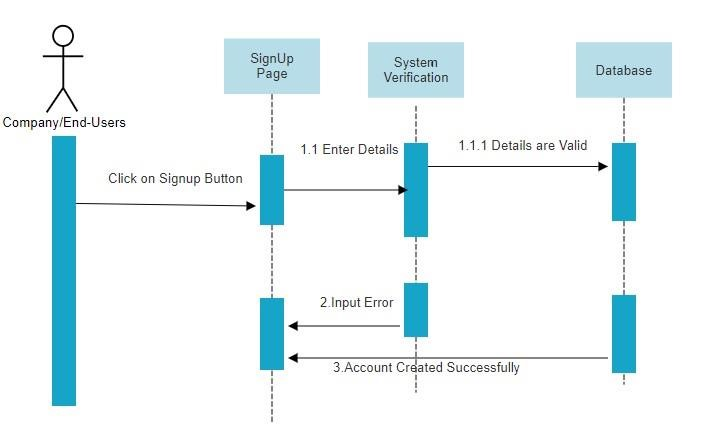 SignUp
Page
System
Verification
Database
Company/End-Users
1.1 Enter Details
1.1.1 Details are Valid
Click on Signup Button
2.Input Error
3.Account Created Successfully